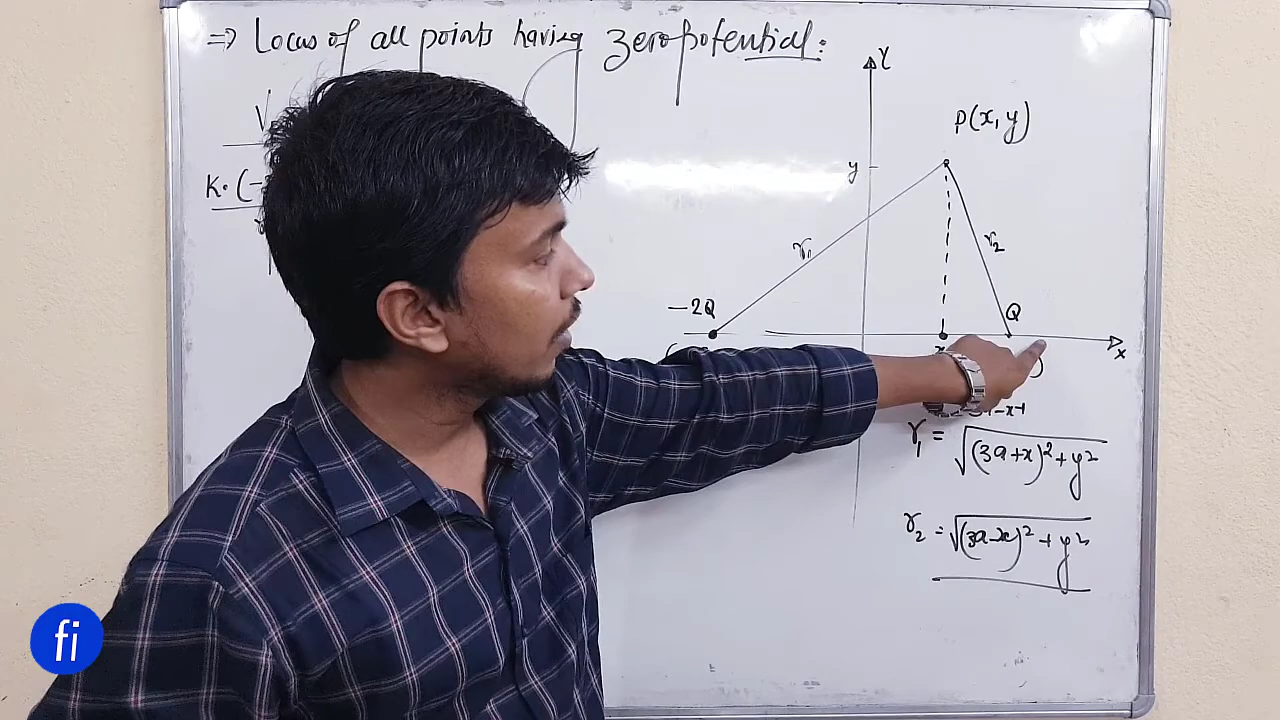 ⇒ Locus of all points having zero potential:
Y
P(x, y)
y
K·(-
r₁
r₂
-2Q
Q
x
x
r₁ = √(3a+x)²+y²
r₂ = √(3a-x)²+y²
fi